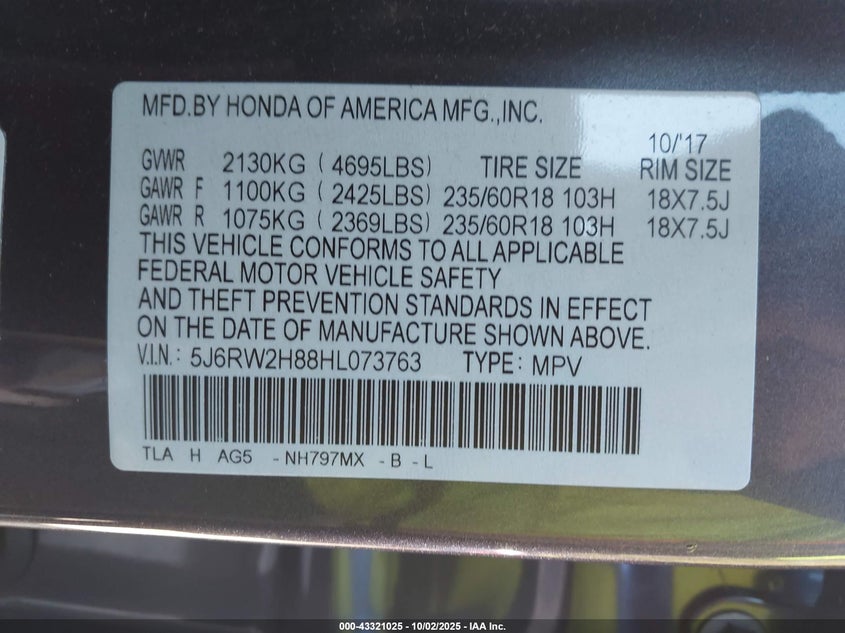 MFD.BY HONDA OF AMERICA MFG.,INC.
10/'17
GVWR 2130KG ( 4695LBS) TIRE SIZE RIM SIZE
GAWR F 1100KG ( 2425LBS) 235/60R18 103H 18X7.5J
GAWR R 1075KG ( 2369LBS) 235/60R18 103H 18X7.5J
THIS VEHICLE CONFORMS TO ALL APPLICABLE
FEDERAL MOTOR VEHICLE SAFETY
AND THEFT PREVENTION STANDARDS IN EFFECT
ON THE DATE OF MANUFACTURE SHOWN ABOVE.
V.I.N.: 5J6RW2H88HL073763 TYPE: MPV
TLA H AG5 -NH797MX -B -L
000-43321025 - 10/02/2025 - IAA Inc.